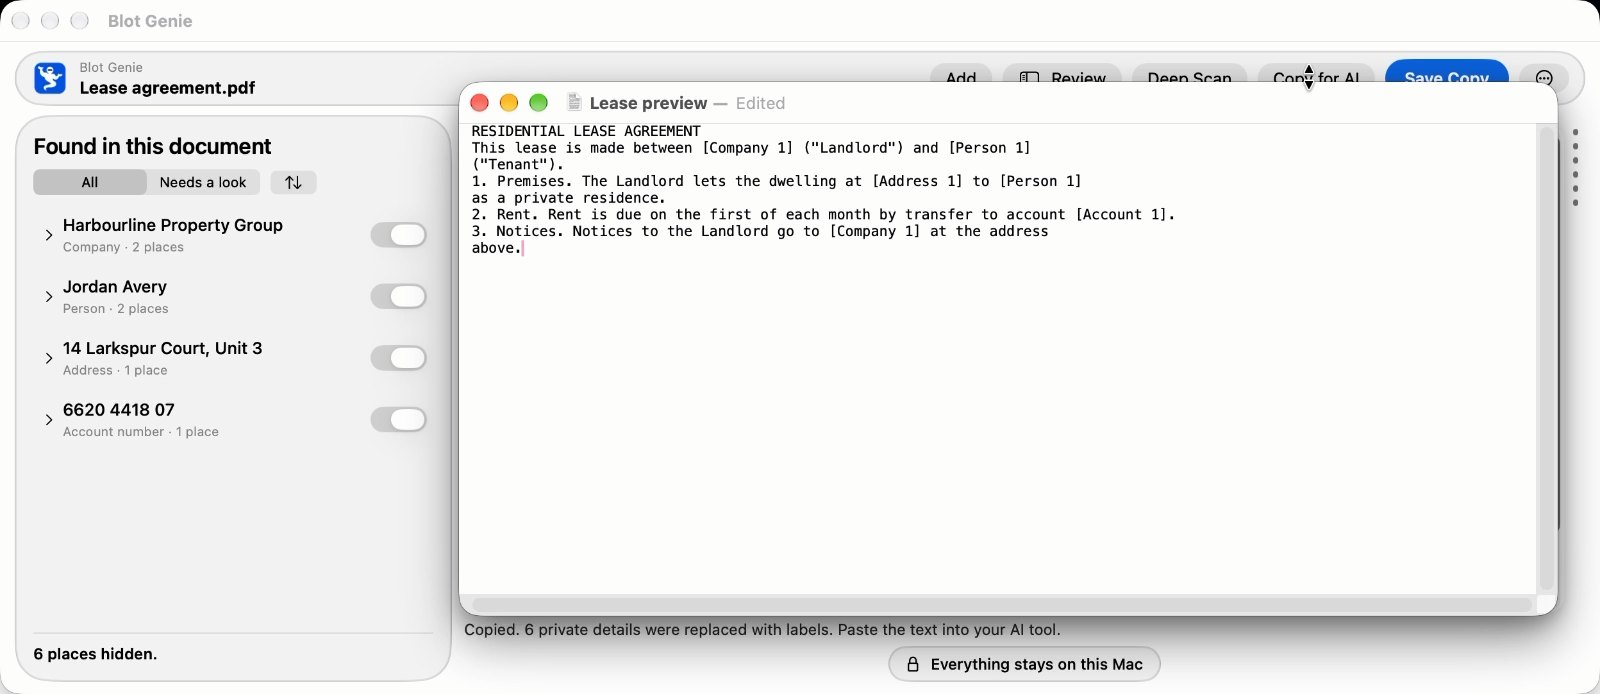 Blot Genie
Blot Genie
Lease agreement.pdf
Add
Review
Deep Scan
Copy for AI
Save Copy
Found in this document
All
Needs a look
Harbourline Property Group
Company · 2 places
Jordan Avery
Person · 2 places
14 Larkspur Court, Unit 3
Address · 1 place
6620 4418 07
Account number · 1 place
6 places hidden.
Lease preview — Edited
RESIDENTIAL LEASE AGREEMENT
This lease is made between [Company 1] ("Landlord") and [Person 1]
("Tenant").
1. Premises. The Landlord lets the dwelling at [Address 1] to [Person 1]
as a private residence.
2. Rent. Rent is due on the first of each month by transfer to account [Account 1].
3. Notices. Notices to the Landlord go to [Company 1] at the address
above.
Copied. 6 private details were replaced with labels. Paste the text into your AI tool.
Everything stays on this Mac